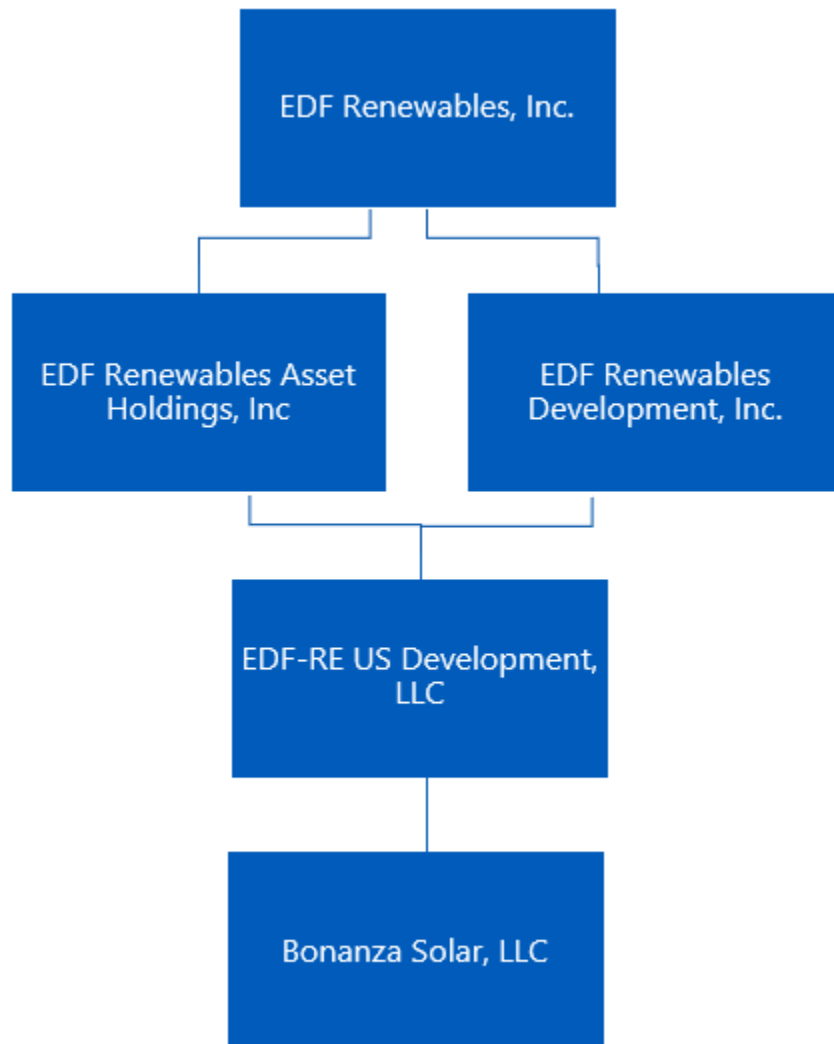 EDF Renewables, Inc.
EDF Renewables Asset
Holdings, Inc
EDF Renewables
Development, Inc.
EDF-RE US Development,
LLC
Bonanza Solar, LLC